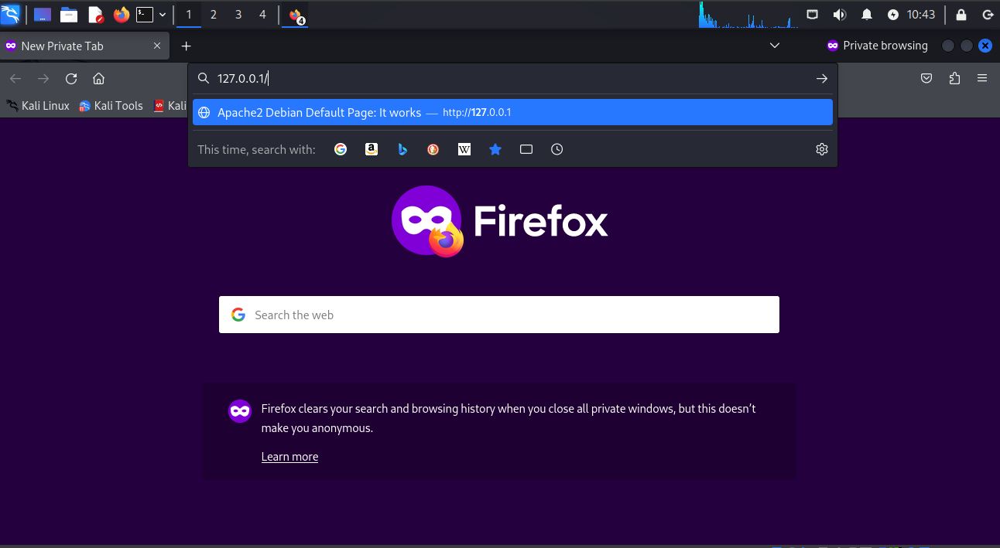 1 2 3 4 4 10:43
New Private Tab Private browsing
127.0.0.1/
Kali Linux Kali Tools Kali
Apache2 Debian Default Page: It works — http://127.0.0.1
This time, search with:
Firefox
Search the web
Firefox clears your search and browsing history when you close all private windows, but this doesn’t
make you anonymous.
Learn more